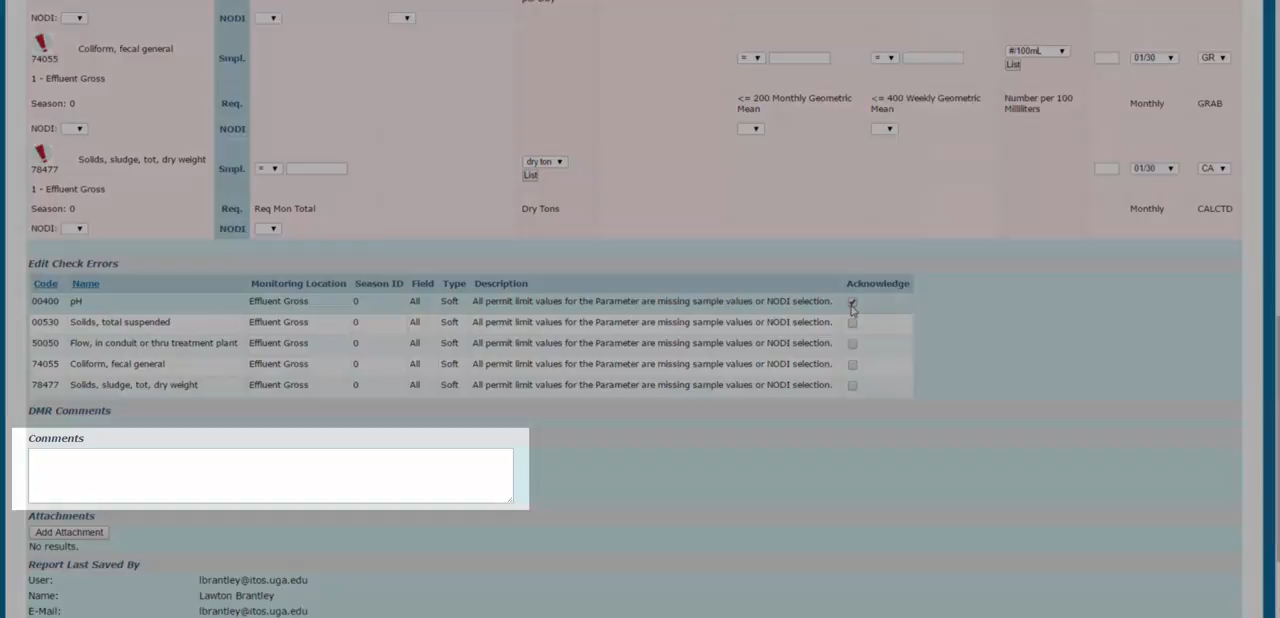 NODI: NODI
Coliform, fecal general
74055 Smpl. = = #/100mL 01/30 GR
List
1 - Effluent Gross
<= 200 Monthly Geometric Mean <= 400 Weekly Geometric Mean Number per 100 Milliliters
Season: 0 Req. Monthly GRAB
NODI: NODI
Solids, sludge, tot, dry weight dry ton
78477 Smpl. = 01/30 CA
List
1 - Effluent Gross
Season: 0 Req. Req Mon Total Dry Tons Monthly CALCTD
NODI: NODI
Edit Check Errors
Code Name Monitoring Location Season ID Field Type Description Acknowledge
00400 pH Effluent Gross 0 All Soft All permit limit values for the Parameter are missing sample values or NODI selection.
00530 Solids, total suspended Effluent Gross 0 All Soft All permit limit values for the Parameter are missing sample values or NODI selection.
50050 Flow, in conduit or thru treatment plant Effluent Gross 0 All Soft All permit limit values for the Parameter are missing sample values or NODI selection.
74055 Coliform, fecal general Effluent Gross 0 All Soft All permit limit values for the Parameter are missing sample values or NODI selection.
78477 Solids, sludge, tot, dry weight Effluent Gross 0 All Soft All permit limit values for the Parameter are missing sample values or NODI selection.
DMR Comments
Comments
Attachments
Add Attachment
No results.
Report Last Saved By
User: lbrantley@itos.uga.edu
Name: Lawton Brantley
E-Mail: lbrantley@itos.uga.edu